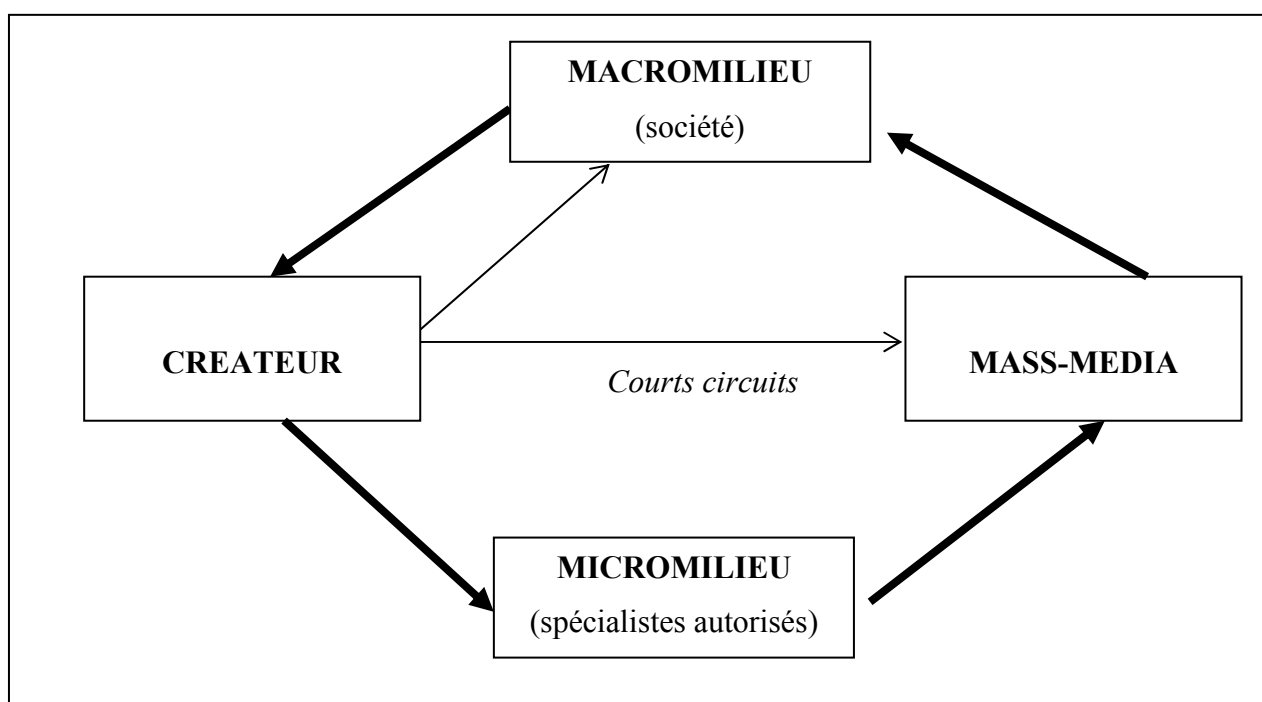 MACROMILIEU
(société)
CREATEUR
MASS-MEDIA
Courts circuits
MICROMILIEU
(spécialistes autorisés)